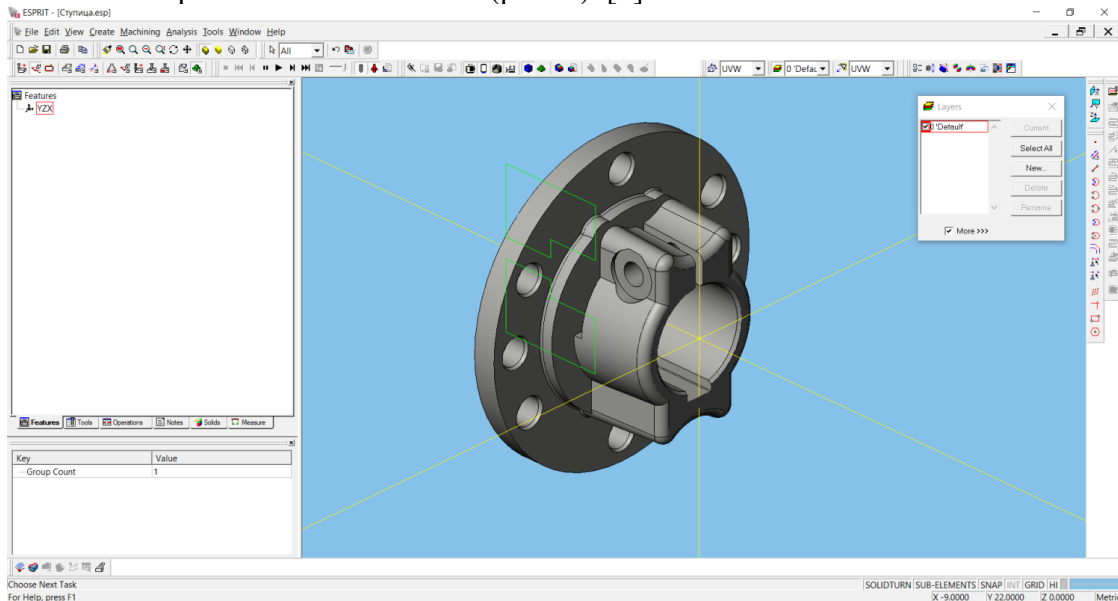 ESPRIT - [Ступица.esp]
File Edit View Create Machining Analysis Tools Window Help
All
UVW 0 'Defau UVW
Features
YZX
Layers
0 'Default'
Current
Select All
New...
Delete
Rename
More >>>
Features Tools Operations Notes Solids Measure
Key Value
Group Count 1
Choose Next Task
SOLIDTURN SUB-ELEMENTS SNAP INT GRID HI
For Help, press F1
X -9.0000 Y 22.0000 Z 0.0000 Metri